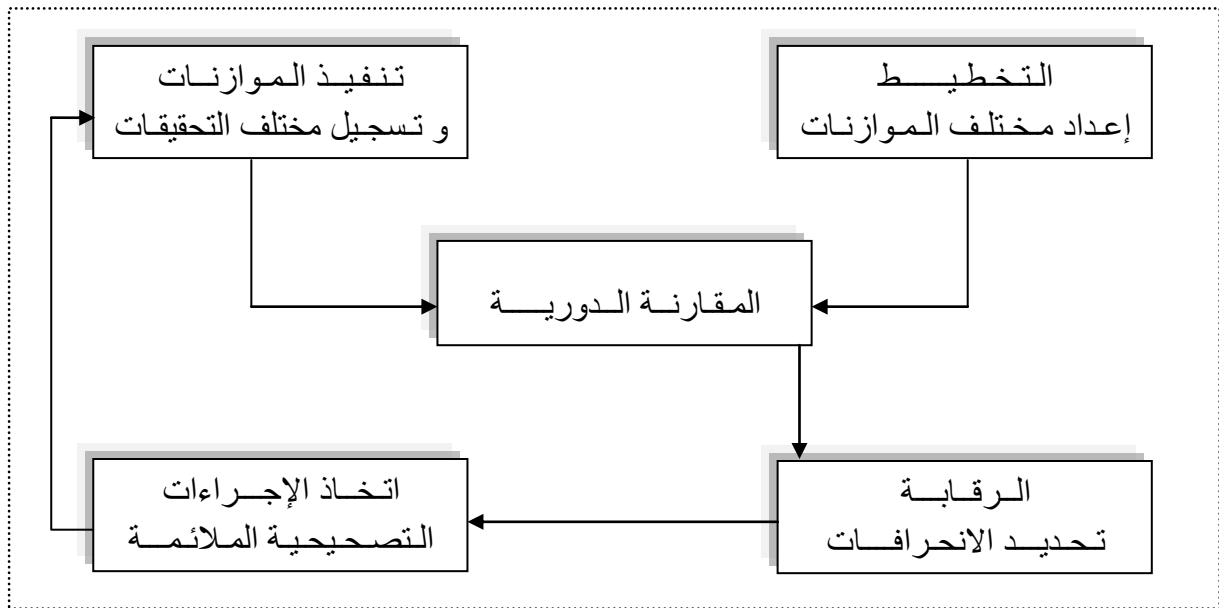 التخطيط
إعداد مختلف الموازنات
تنفيذ الموازنات
و تسجيل مختلف التحقيقات
المقارنة الدورية
الرقابة
تحديد الانحرافات
اتخاذ الإجراءات
التصحيحية الملائمة